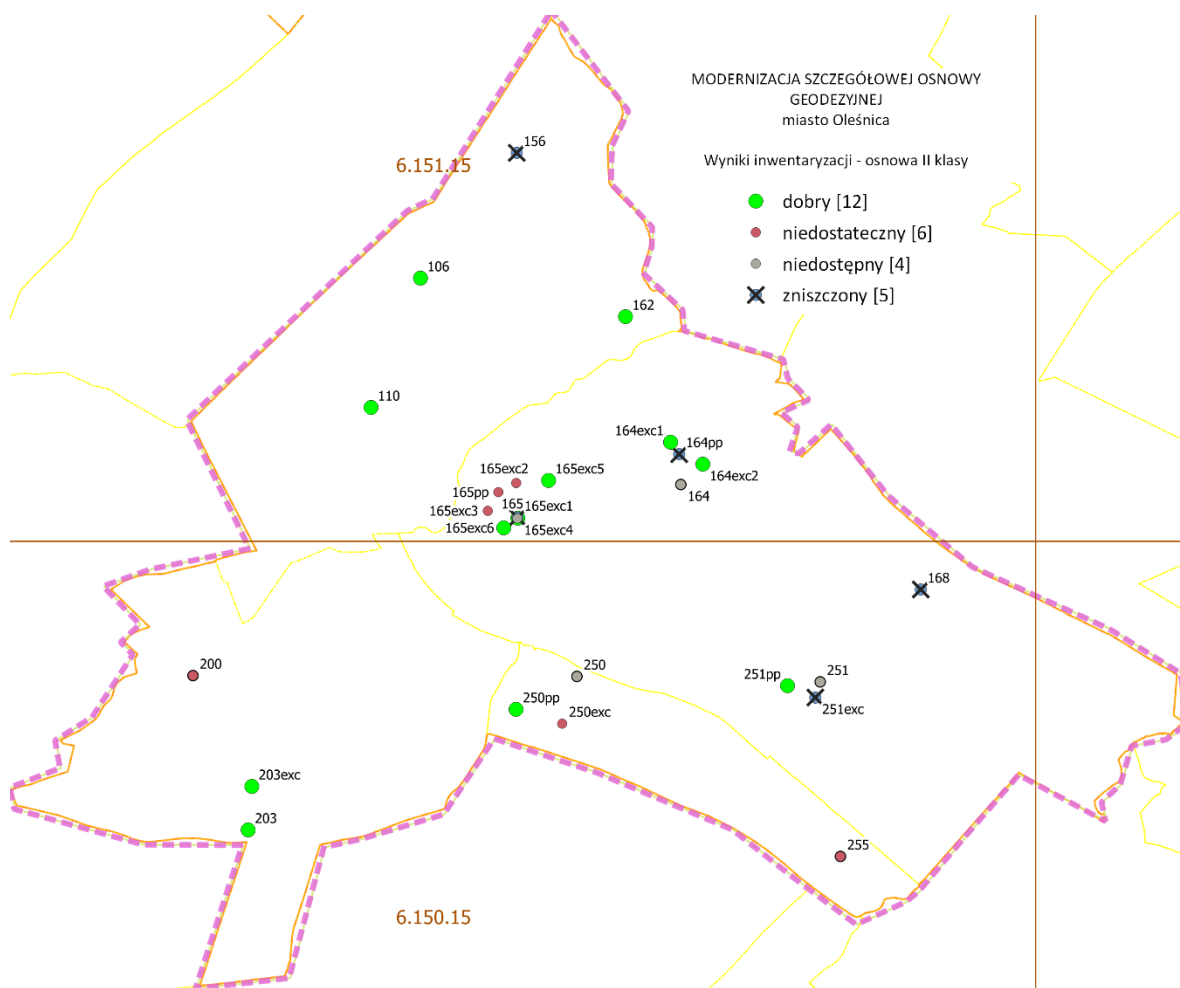 MODERNIZACJA SZCZEGÓŁOWEJ OSNOWY
GEODEZYJNEJ
miasto Oleśnica
Wyniki inwentaryzacji - osnowa II klasy
dobry [12]
niedostateczny [6]
niedostępny [4]
zniszczony [5]
156
6.151.15
106
162
110
164exc1
164pp
164exc2
164
165exc2
165exc5
165pp
165exc3
165
165exc1
165exc6
165exc4
168
200
250
251pp
251
250pp
250exc
251exc
203exc
203
255
6.150.15